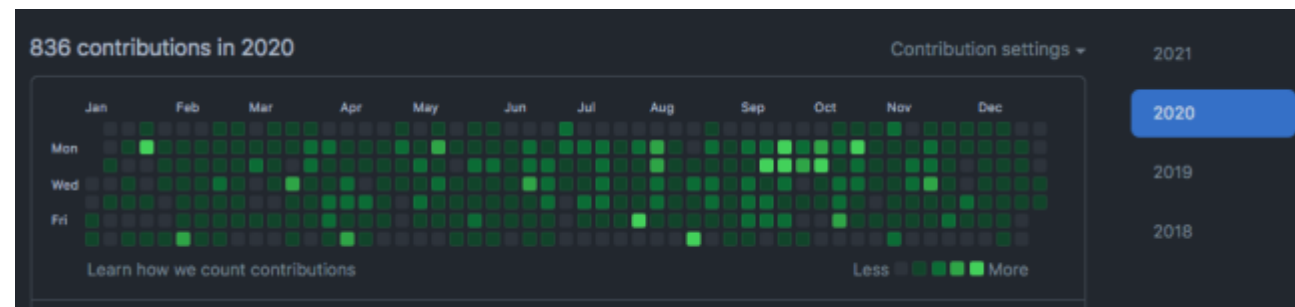 836 contributions in 2020
Contribution settings
2021
2020
2019
2018
Jan Feb Mar Apr May Jun Jul Aug Sep Oct Nov Dec
Mon
Wed
Fri
Learn how we count contributions
Less More